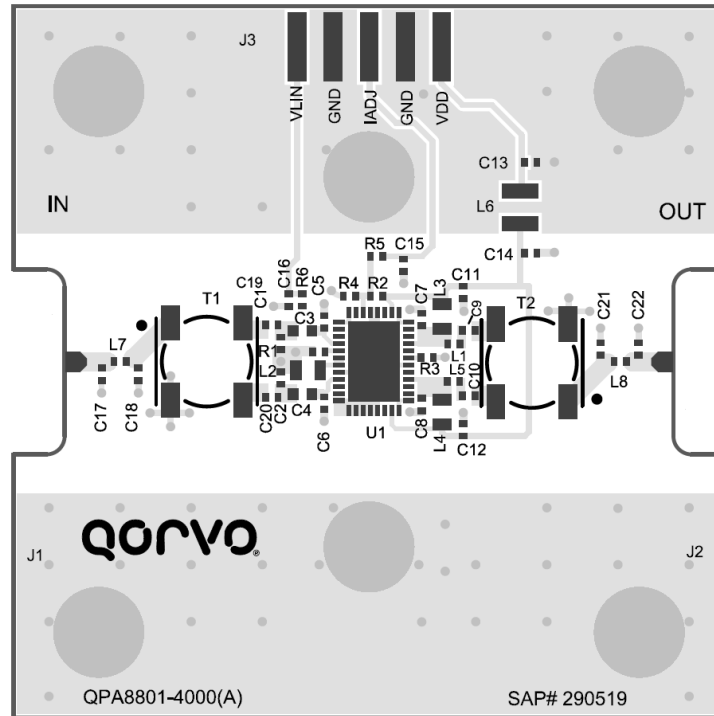 J3
VLIN
GND
IADJ
GND
VDD
C13
IN
L6
OUT
C14
R5
C15
C16
R6
C5
R4
R2
L3
C11
C19
C1
C3
C7
C9
T1
T2
C21
C22
L7
R1
L2
R3
L1
L5
L8
C17
C18
C20
C2
C4
C6
U1
C8
L4
C10
C12
QORVO®
J1
J2
QPA8801-4000(A)
SAP# 290519